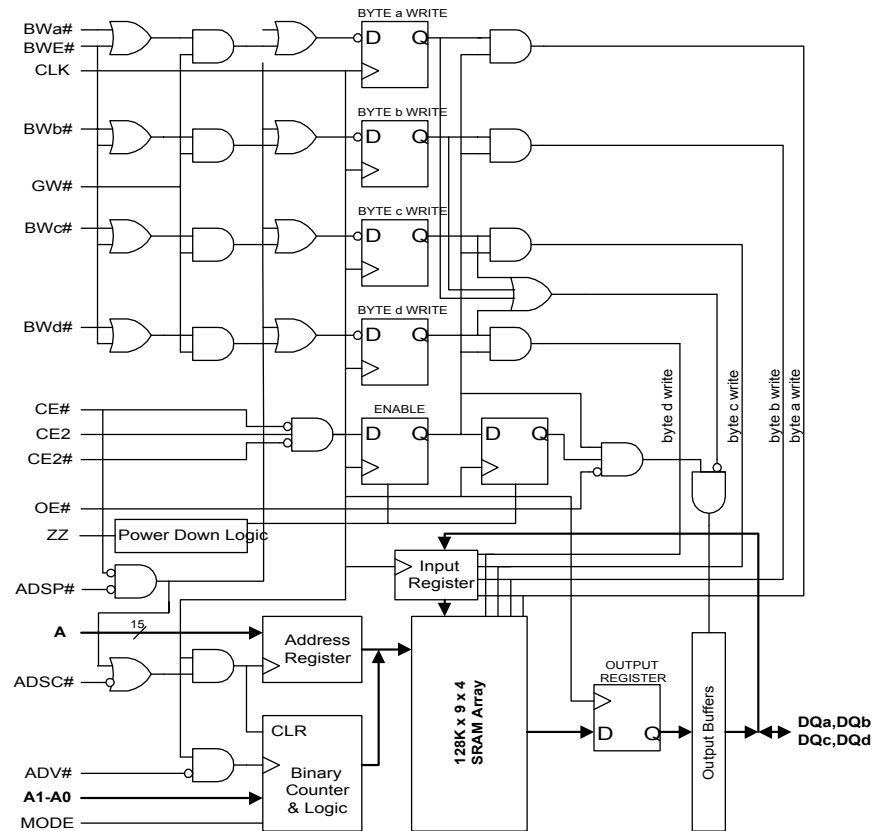 BYTE a WRITE
BWa#
BWE#
D Q
CLK
BYTE b WRITE
BWb#
D Q
GW#
BYTE c WRITE
BWc#
D Q
BYTE d WRITE
BWd#
D Q
byte d write
byte c write
byte b write
byte a write
CE#
ENABLE
CE2
D Q
D Q
CE2#
OE#
ZZ
Power Down Logic
Input
Register
ADSP#
A
15
Address
Register
ADSC#
OUTPUT
REGISTER
D Q
128K x 9 x 4
SRAM Array
Output Buffers
DQa,DQb
DQc,DQd
CLR
Binary
Counter
& Logic
ADV#
A1-A0
MODE